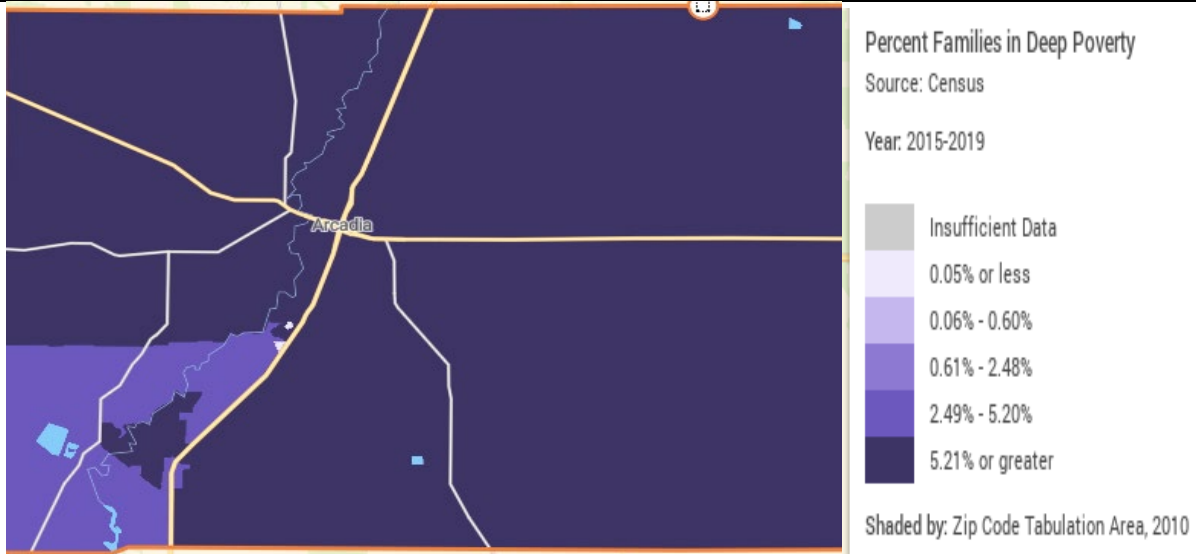 Arcadia
Percent Families in Deep Poverty
Source: Census
Year: 2015-2019
Insufficient Data
0.05% or less
0.06% - 0.60%
0.61% - 2.48%
2.49% - 5.20%
5.21% or greater
Shaded by: Zip Code Tabulation Area, 2010